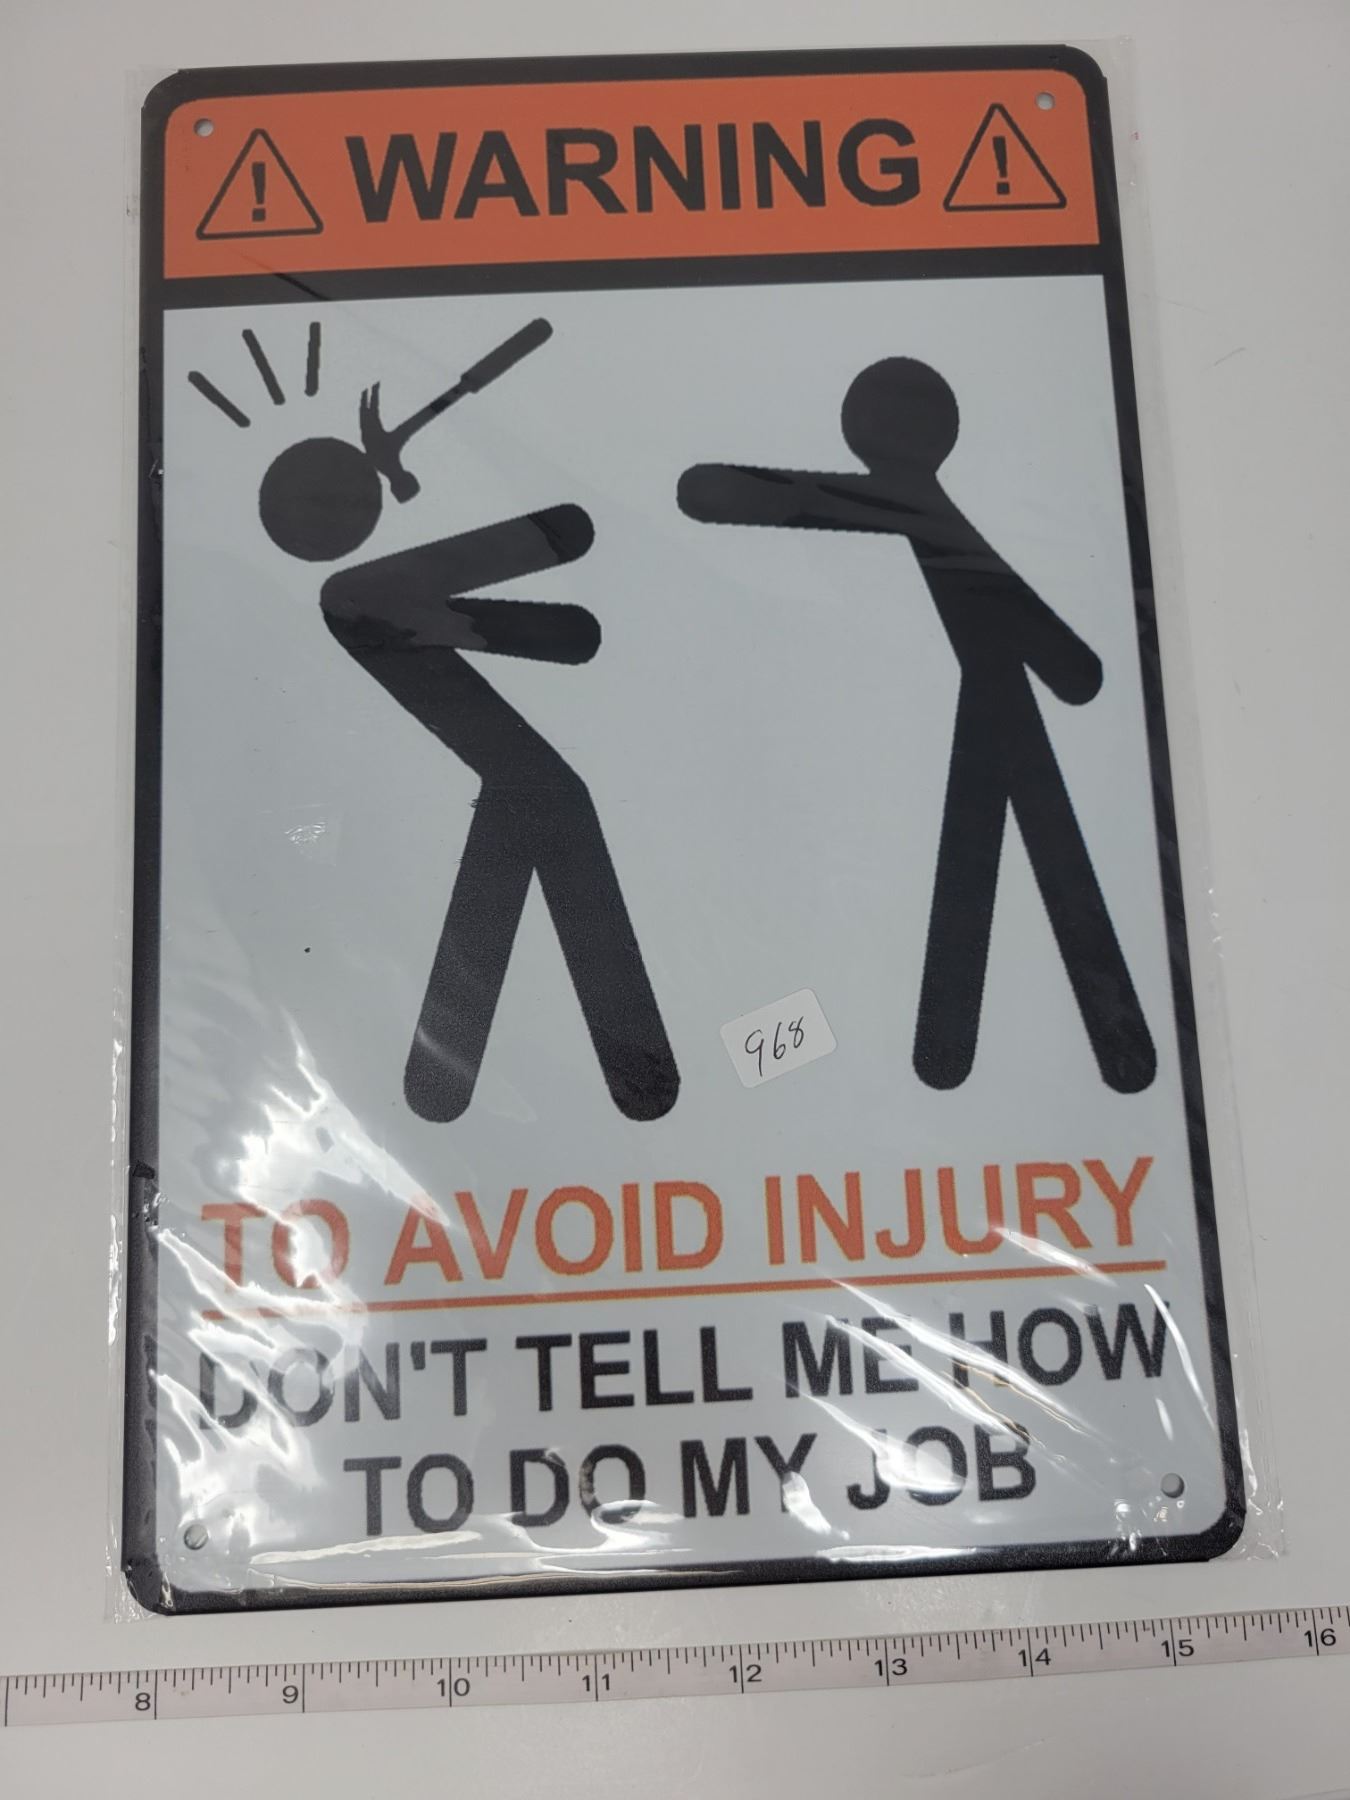 ! WARNING !
968
TO AVOID INJURY
DON'T TELL ME HOW
TO DO MY JOB
8 9 10 11 12 13 14 15 16